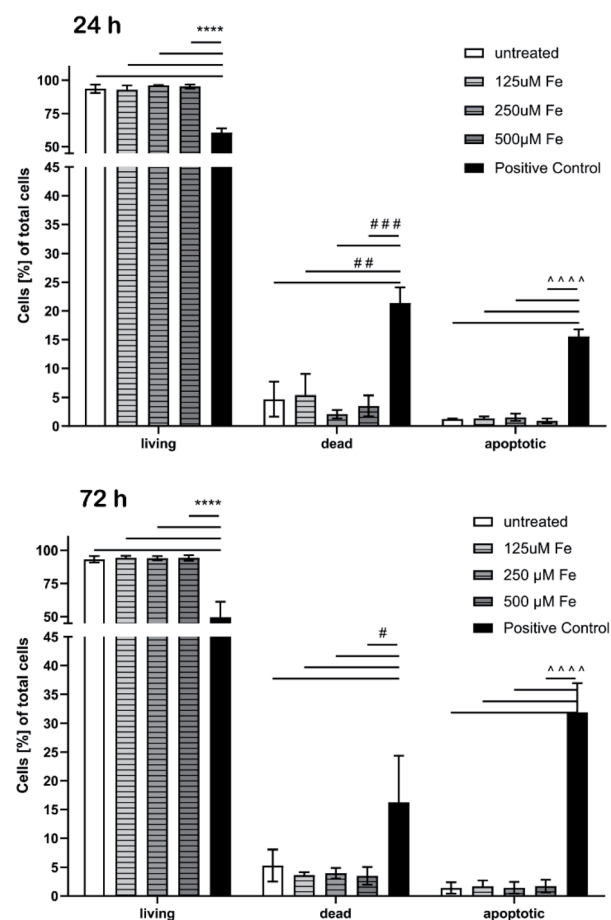 24 h
****
untreated
125uM Fe
250uM Fe
500µM Fe
Positive Control
Cells [%] of total cells
100
75
50
45
40
35
30
25
20
15
10
5
0
# # #
# #
^ ^ ^ ^
living
dead
apoptotic
72 h
****
untreated
125uM Fe
250 µM Fe
500 µM Fe
Positive Control
Cells [%] of total cells
100
75
50
45
40
35
30
25
20
15
10
5
0
#
^ ^ ^ ^
living
dead
apoptotic